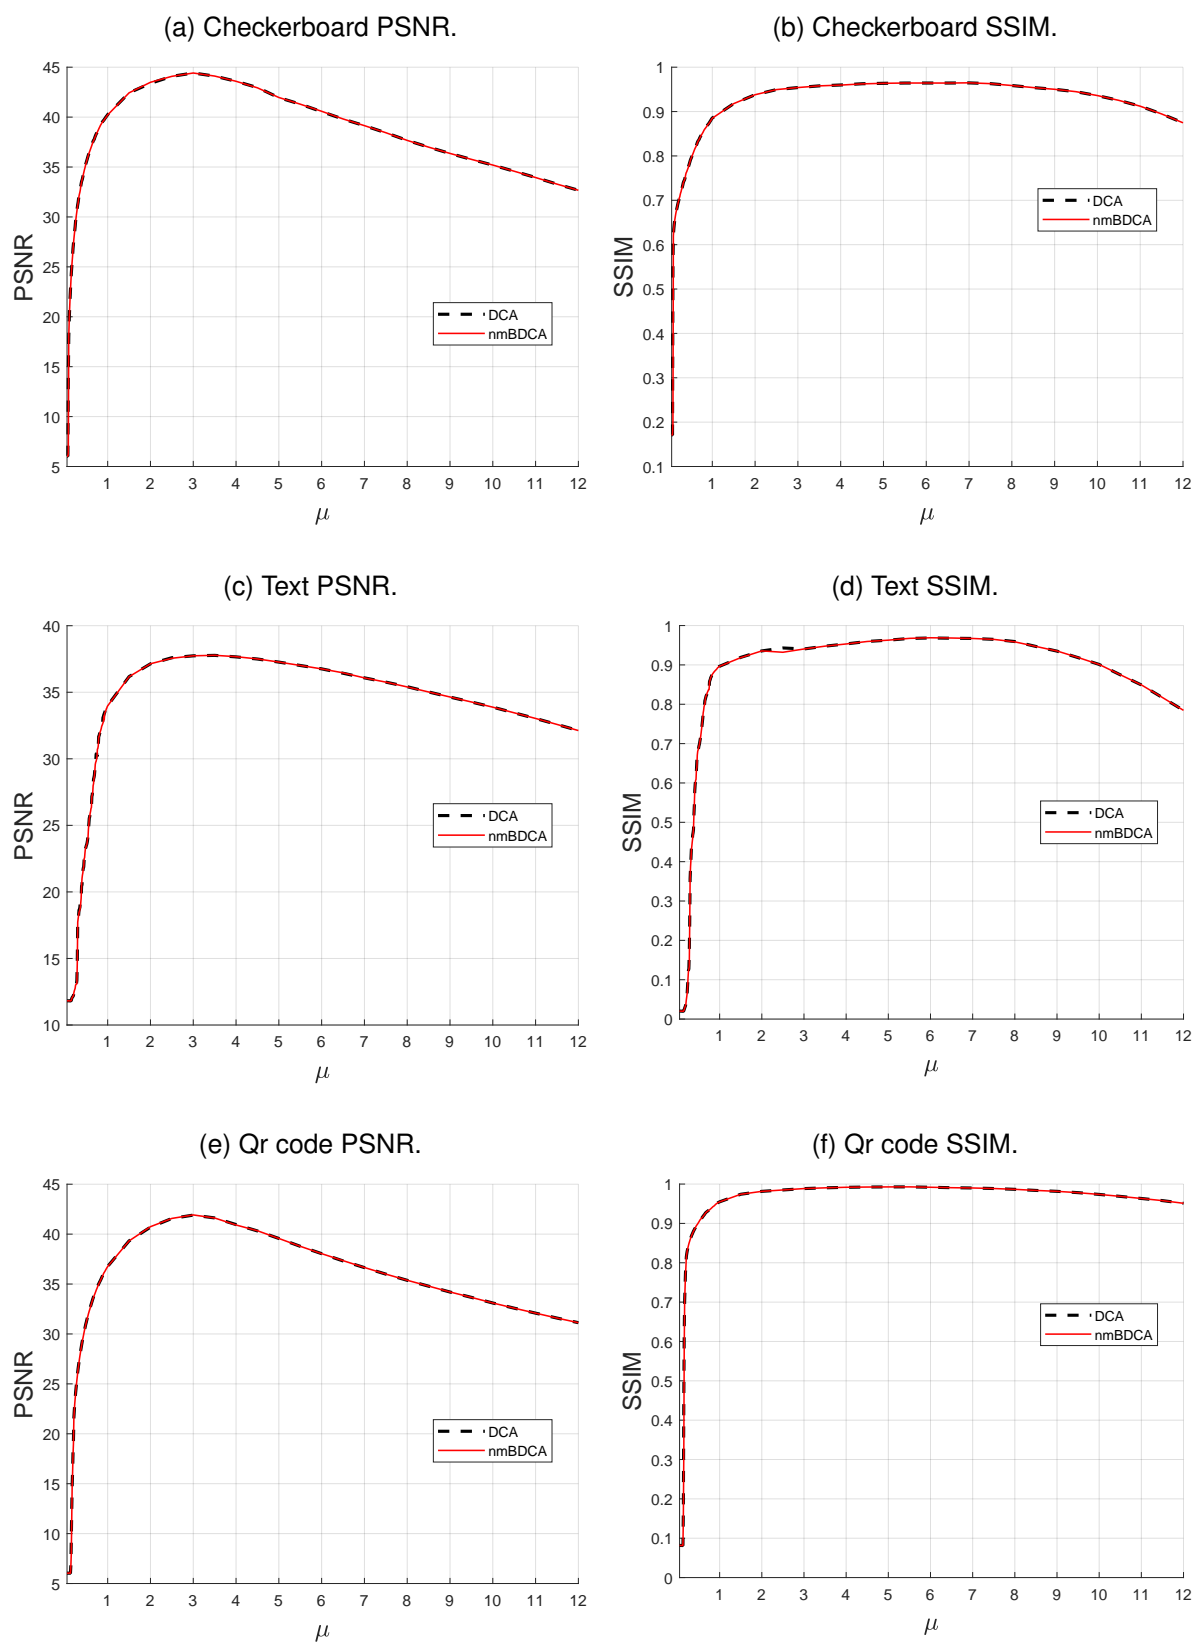 (a) Checkerboard PSNR.
45
40
35
30
25
20
15
10
5
PSNR
DCA
nmBDCA
1 2 3 4 5 6 7 8 9 10 11 12
μ
(b) Checkerboard SSIM.
1
0.9
0.8
0.7
0.6
0.5
0.4
0.3
0.2
0.1
SSIM
DCA
nmBDCA
1 2 3 4 5 6 7 8 9 10 11 12
μ
(c) Text PSNR.
40
35
30
25
20
15
10
PSNR
DCA
nmBDCA
1 2 3 4 5 6 7 8 9 10 11 12
μ
(d) Text SSIM.
1
0.9
0.8
0.7
0.6
0.5
0.4
0.3
0.2
0.1
0
SSIM
DCA
nmBDCA
1 2 3 4 5 6 7 8 9 10 11 12
μ
(e) Qr code PSNR.
45
40
35
30
25
20
15
10
5
PSNR
DCA
nmBDCA
1 2 3 4 5 6 7 8 9 10 11 12
μ
(f) Qr code SSIM.
1
0.9
0.8
0.7
0.6
0.5
0.4
0.3
0.2
0.1
0
SSIM
DCA
nmBDCA
1 2 3 4 5 6 7 8 9 10 11 12
μ